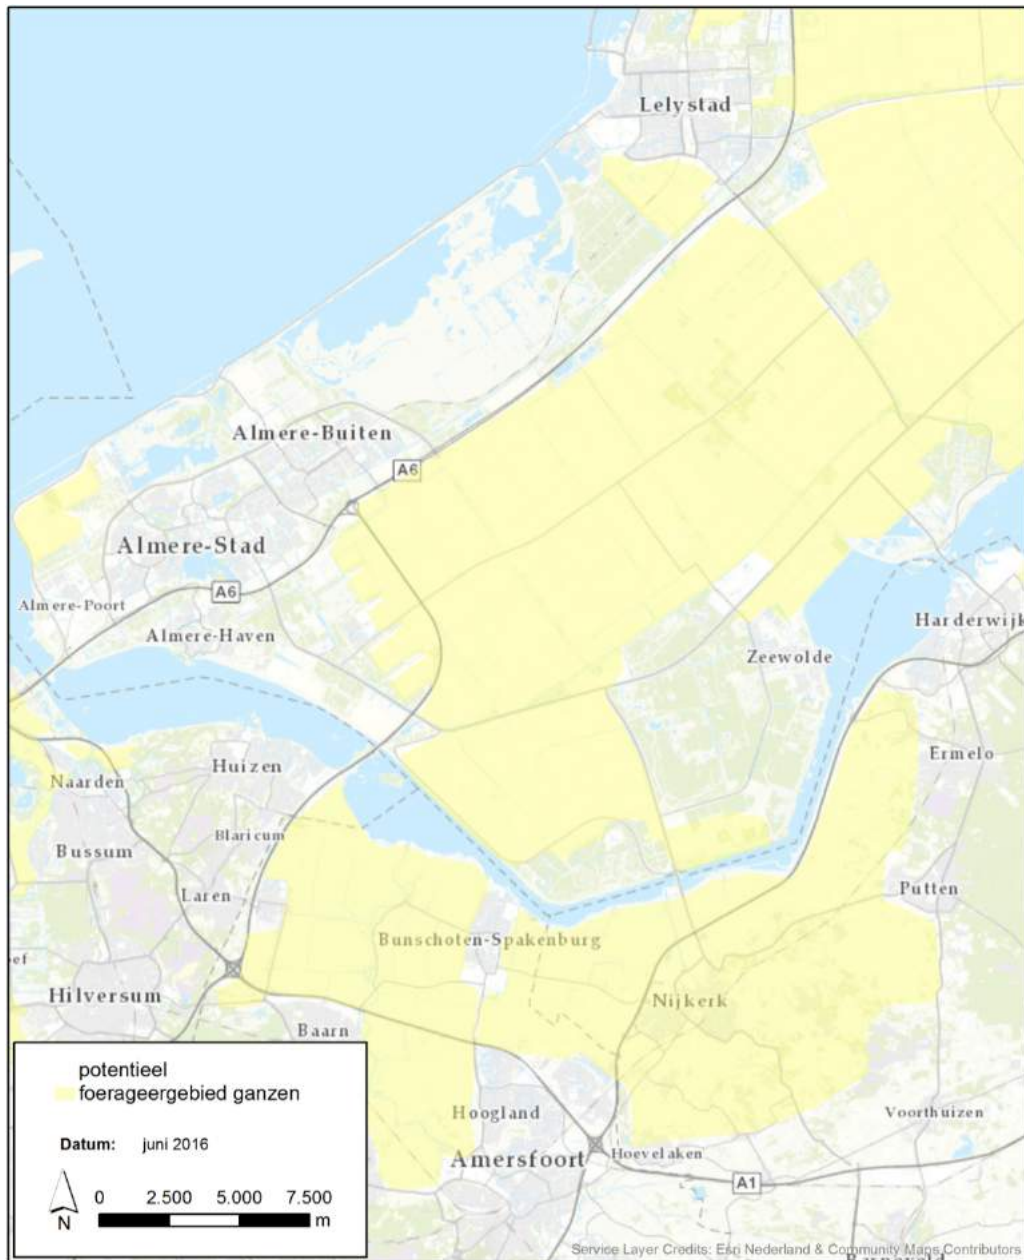 Lelystad
Almere-Buiten
A6
Almere-Stad
A6
Almere-Poort
Almere-Haven
Harderwijk
Zeewolde
Ermelo
Huizen
Naarden
Blaricum
Bussum
Laren
Putten
Bunschoten-Spakenburg
ef
Hilversum
Nijkerk
Baarn
potentieel
foerageergebied ganzen
Datum: juni 2016
N
0 2.500 5.000 7.500
m
Hoogland
Voorthuizen
Amersfoort
Hoevelaken
A1
Service Layer Credits: Esri Nederland & Community Maps Contributors